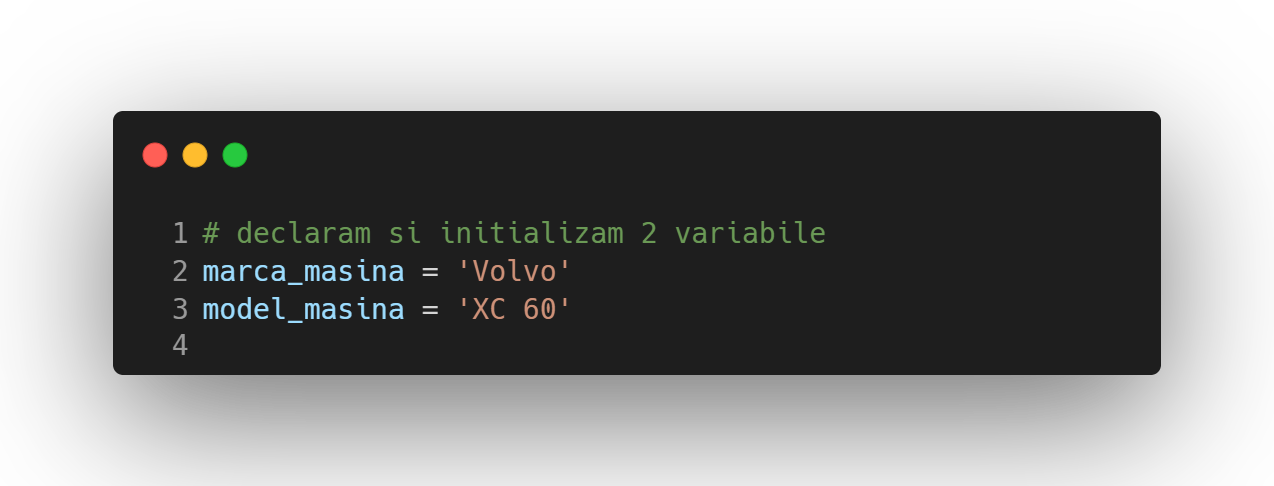 1 # declaram si initializam 2 variabile
2 marca_masina = 'Volvo'
3 model_masina = 'XC 60'
4